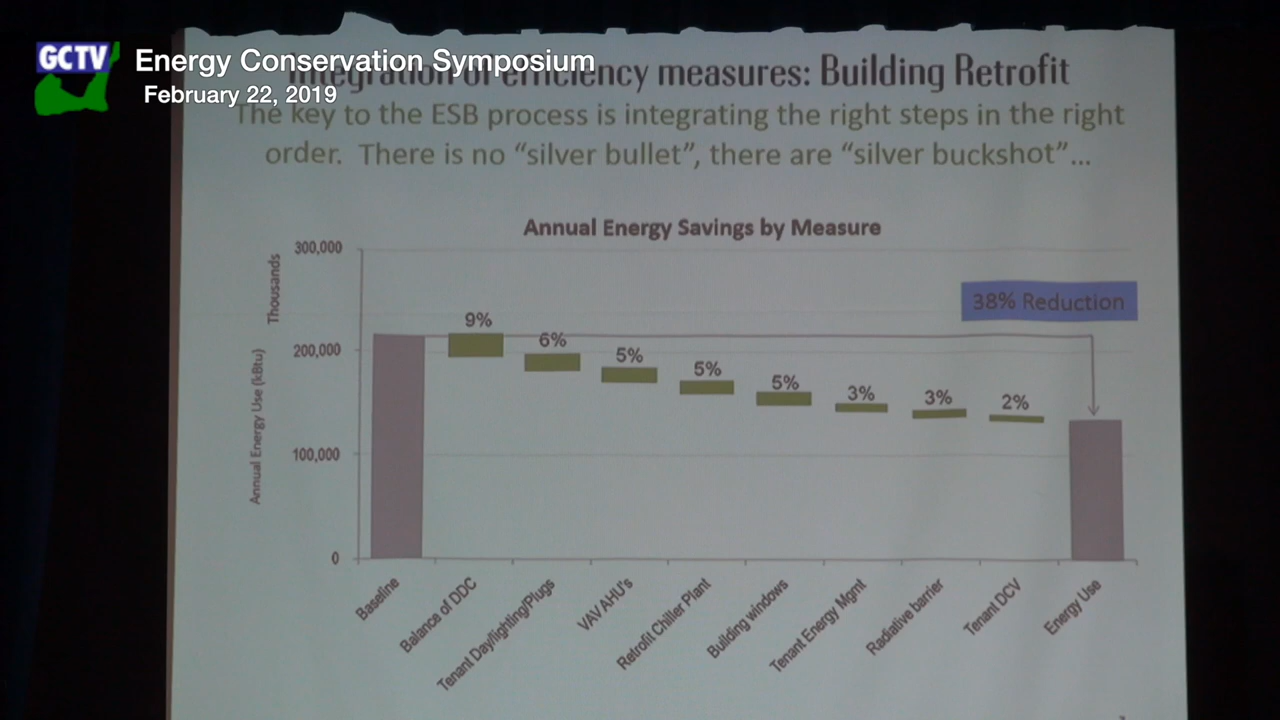 GCTV
Energy Conservation Symposium
February 22, 2019
Integration of efficiency measures: Building Retrofit
The key to the ESB process is integrating the right steps in the right
order. There is no “silver bullet”, there are “silver buckshot”...
Annual Energy Savings by Measure
Annual Energy Use (kBtu)
Thousands
300,000
200,000
100,000
0
38% Reduction
9%
6%
5%
5%
5%
3%
3%
2%
Baseline
Balance of DDC
Tenant Day/lighting/Plugs
VAV AHU's
Retrofit Chiller Plant
Building windows
Tenant Energy Mgmt
Radiative barrier
Tenant DCV
Energy Use